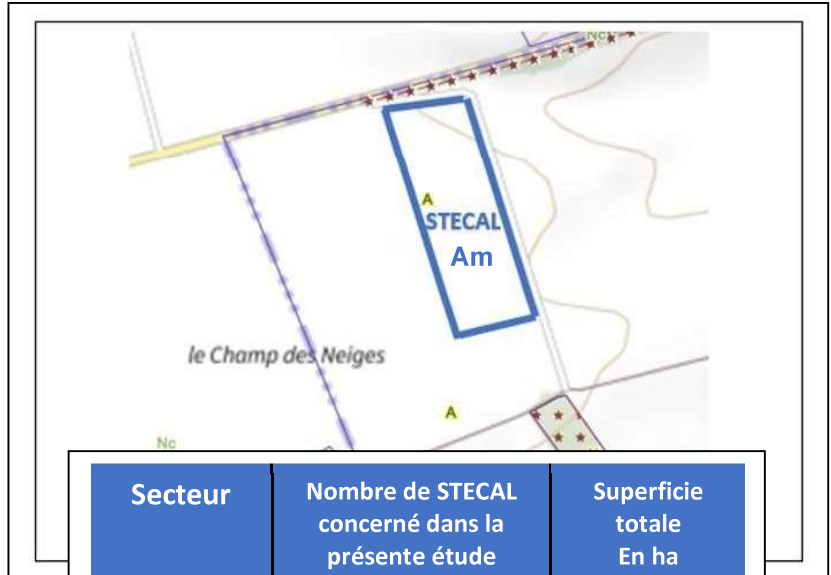 Nc
A
STECAL
Am
le Champ des Neiges
A
Nc
Secteur
Nombre de STECAL
concerné dans la
présente étude
Superficie
totale
En ha